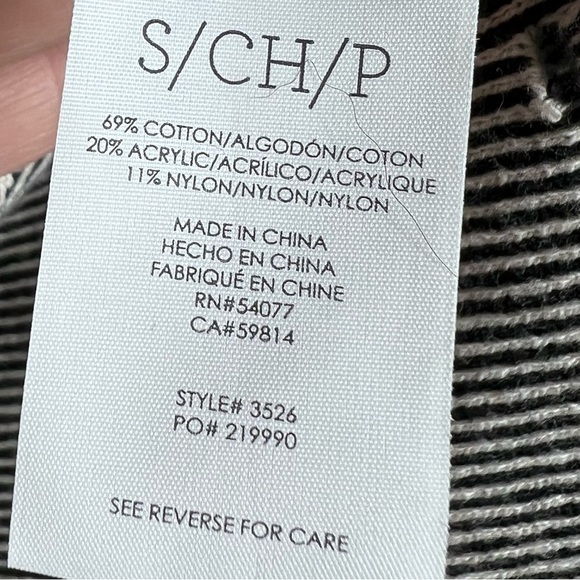 S/CH/P
69% COTTON/ALGODÓN/COTON
20% ACRYLIC/ACRÍLICO/ACRYLIQUE
11% NYLON/NYLON/NYLON
MADE IN CHINA
HECHO EN CHINA
FABRIQUÉ EN CHINE
RN#54077
CA#59814
STYLE# 3526
PO# 219990
SEE REVERSE FOR CARE